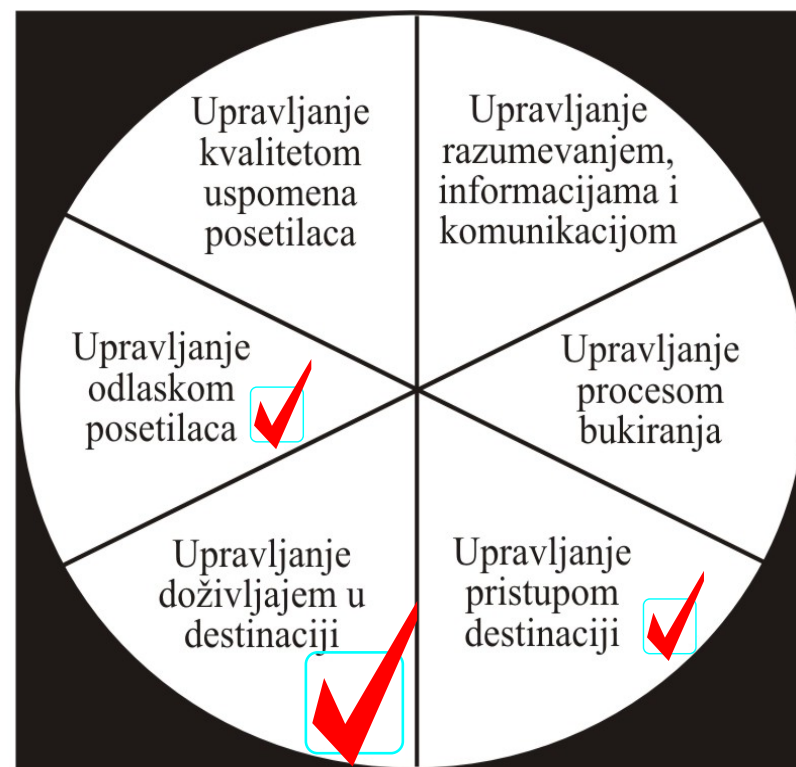 Upravljanje
kvalitetom
uspomena
posetilaca
Upravljanje
razumevanjem,
informacijama i
komunikacijom
Upravljanje
odlaskom
posetilaca
Upravljanje
procesom
bukiranja
Upravljanje
doživljajem u
destinaciji
Upravljanje
pristupom
destinaciji